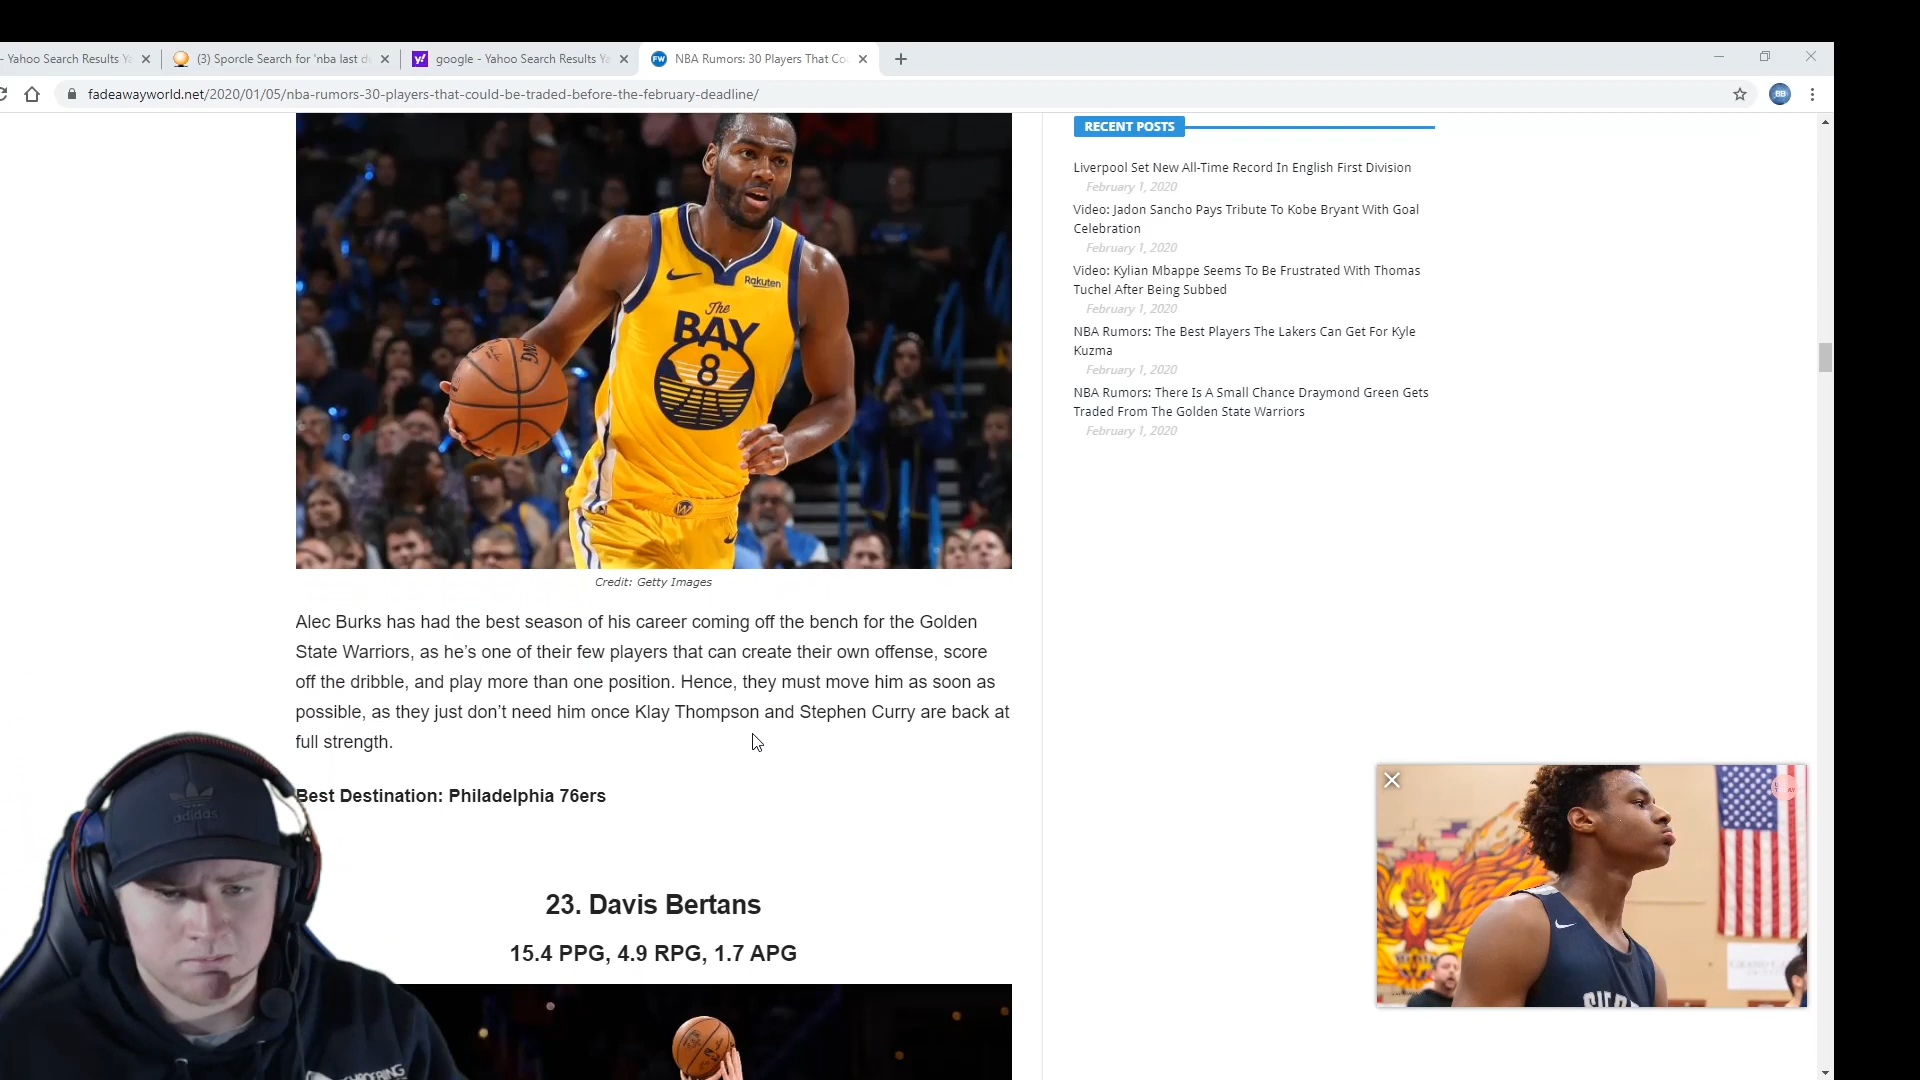 - Yahoo Search Results Ya
(3) Sporcle Search for 'nba last d
google - Yahoo Search Results Ya
FW
NBA Rumors: 30 Players That Co
fadeawayworld.net/2020/01/05/nba-rumors-30-players-that-could-be-traded-before-the-february-deadline/
BB
Rakuten
The
BAY
8
Credit: Getty Images
Alec Burks has had the best season of his career coming off the bench for the Golden
State Warriors, as he's one of their few players that can create their own offense, score
off the dribble, and play more than one position. Hence, they must move him as soon as
possible, as they just don't need him once Klay Thompson and Stephen Curry are back at
full strength.
Best Destination: Philadelphia 76ers
23. Davis Bertans
15.4 PPG, 4.9 RPG, 1.7 APG
RECENT POSTS
Liverpool Set New All-Time Record In English First Division
February 1, 2020
Video: Jadon Sancho Pays Tribute To Kobe Bryant With Goal
Celebration
February 1, 2020
Video: Kylian Mbappe Seems To Be Frustrated With Thomas
Tuchel After Being Subbed
February 1, 2020
NBA Rumors: The Best Players The Lakers Can Get For Kyle
Kuzma
February 1, 2020
NBA Rumors: There Is A Small Chance Draymond Green Gets
Traded From The Golden State Warriors
February 1, 2020
adidas